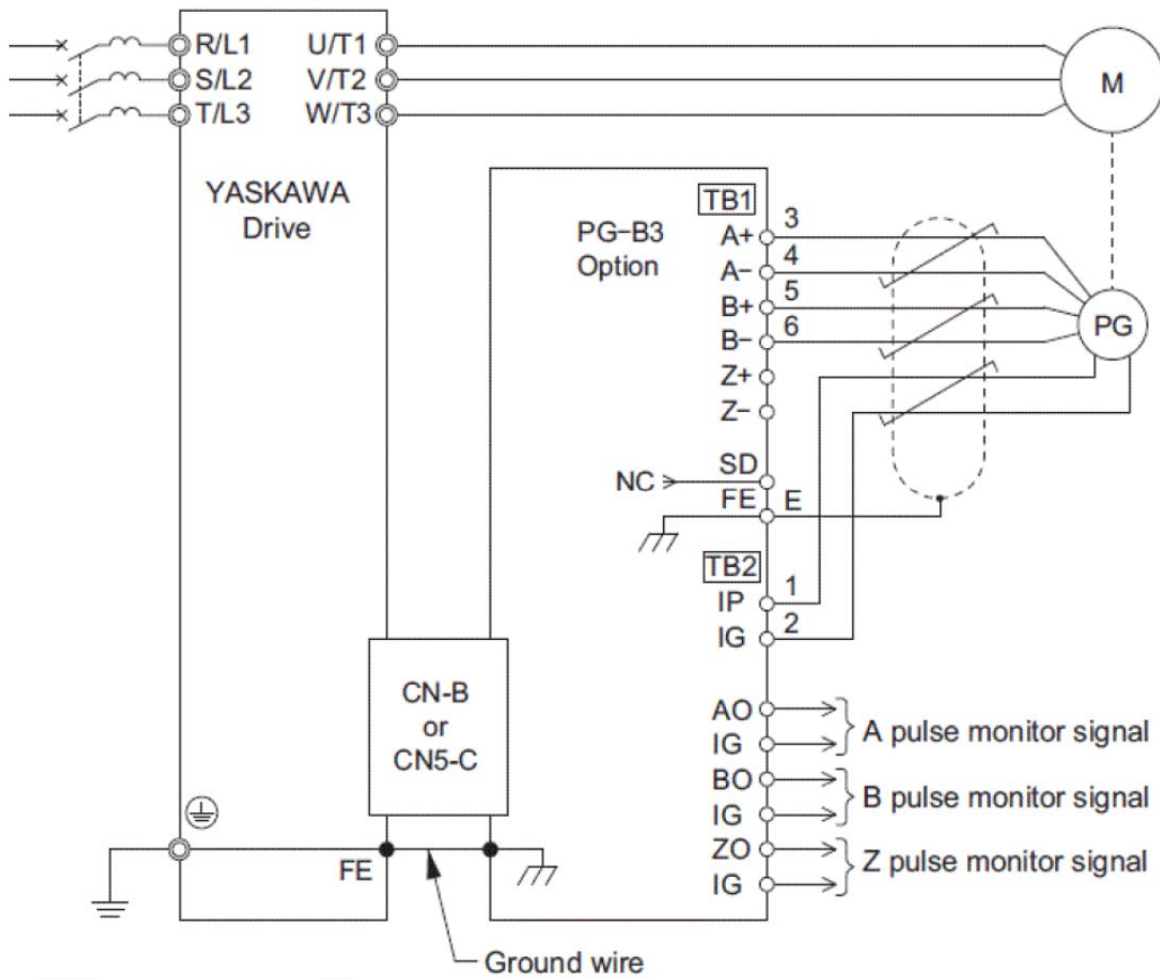 R/L1 U/T1
S/L2 V/T2
T/L3 W/T3
M
YASKAWA
Drive
PG-B3
Option
TB1
A+ 3
A− 4
B+ 5
B− 6
Z+
Z−
PG
NC SD
FE E
TB2
IP 1
IG 2
CN-B
or
CN5-C
AO
IG
A pulse monitor signal
BO
IG
B pulse monitor signal
ZO
IG
Z pulse monitor signal
FE
Ground wire